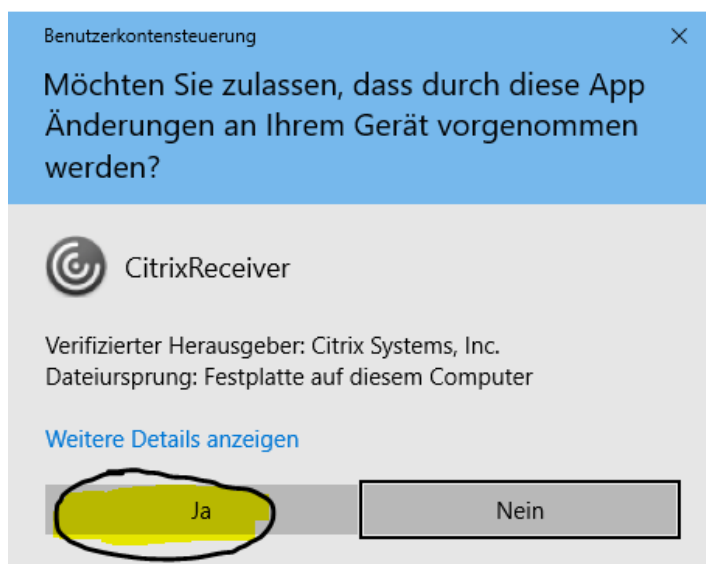 Benutzerkontensteuerung
Möchten Sie zulassen, dass durch diese App
Änderungen an Ihrem Gerät vorgenommen
werden?
CitrixReceiver
Verifizierter Herausgeber: Citrix Systems, Inc.
Dateiursprung: Festplatte auf diesem Computer
Weitere Details anzeigen
Ja
Nein